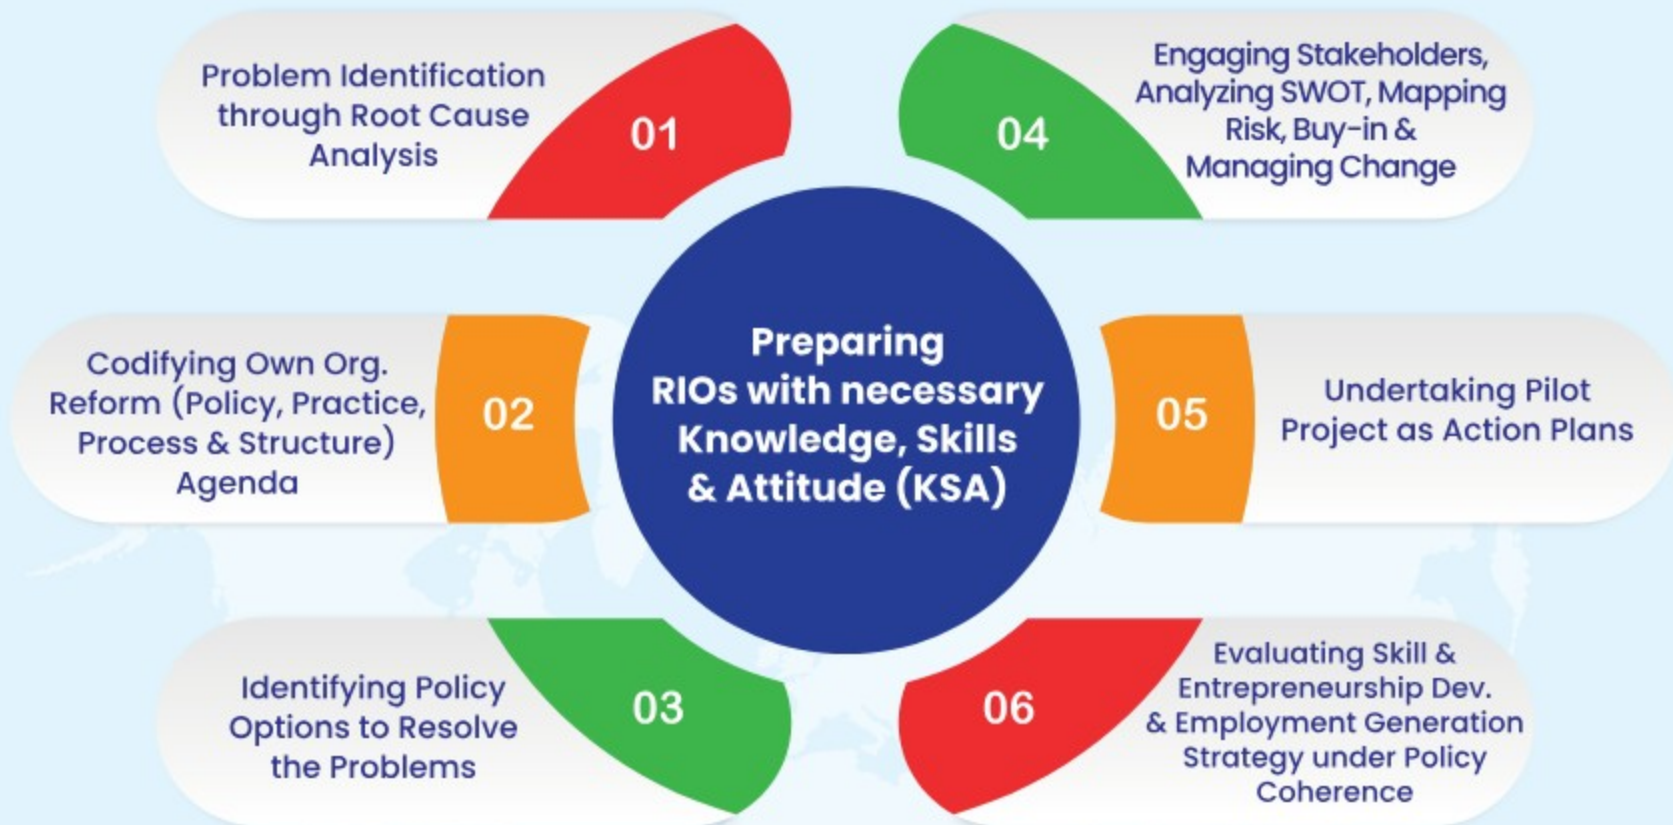 Problem Identification
through Root Cause
Analysis
01
Codifying Own Org.
Reform (Policy, Practice,
Process & Structure)
Agenda
02
Identifying Policy
Options to Resolve
the Problems
03
Preparing
RIOs with necessary
Knowledge, Skills
& Attitude (KSA)
04
Engaging Stakeholders,
Analyzing SWOT, Mapping
Risk, Buy-in &
Managing Change
05
Undertaking Pilot
Project as Action Plans
06
Evaluating Skill &
Entrepreneurship Dev.
& Employment Generation
Strategy under Policy
Coherence